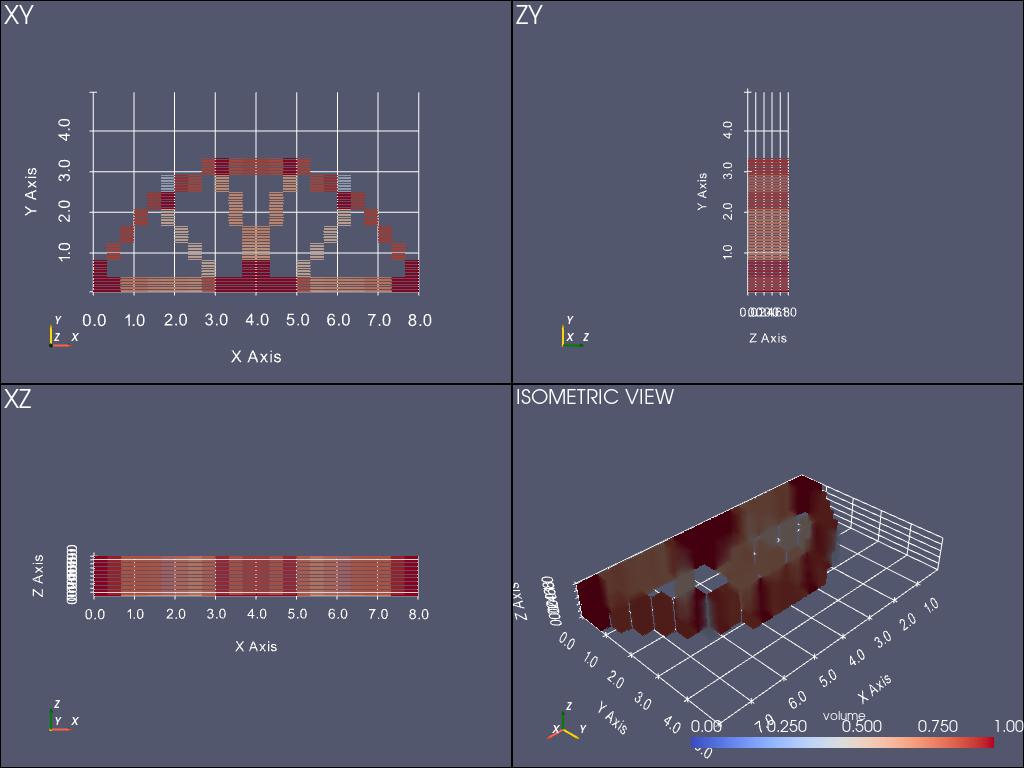 XY
Y Axis
4.0
3.0
2.0
1.0
0.0 1.0 2.0 3.0 4.0 5.0 6.0 7.0 8.0
X Axis
Y
Z X
ZY
Y Axis
4.0
3.0
2.0
1.0
Z Axis
Y
X Z
XZ
Z Axis
0.0 1.0 2.0 3.0 4.0 5.0 6.0 7.0 8.0
X Axis
Z
Y X
ISOMETRIC VIEW
Z Axis
0.0
1.0
2.0
3.0
4.0
Y Axis
1.0
2.0
3.0
4.0
5.0
6.0
X Axis
Z
X Y
volume
0.00 0.250 0.500 0.750 1.00